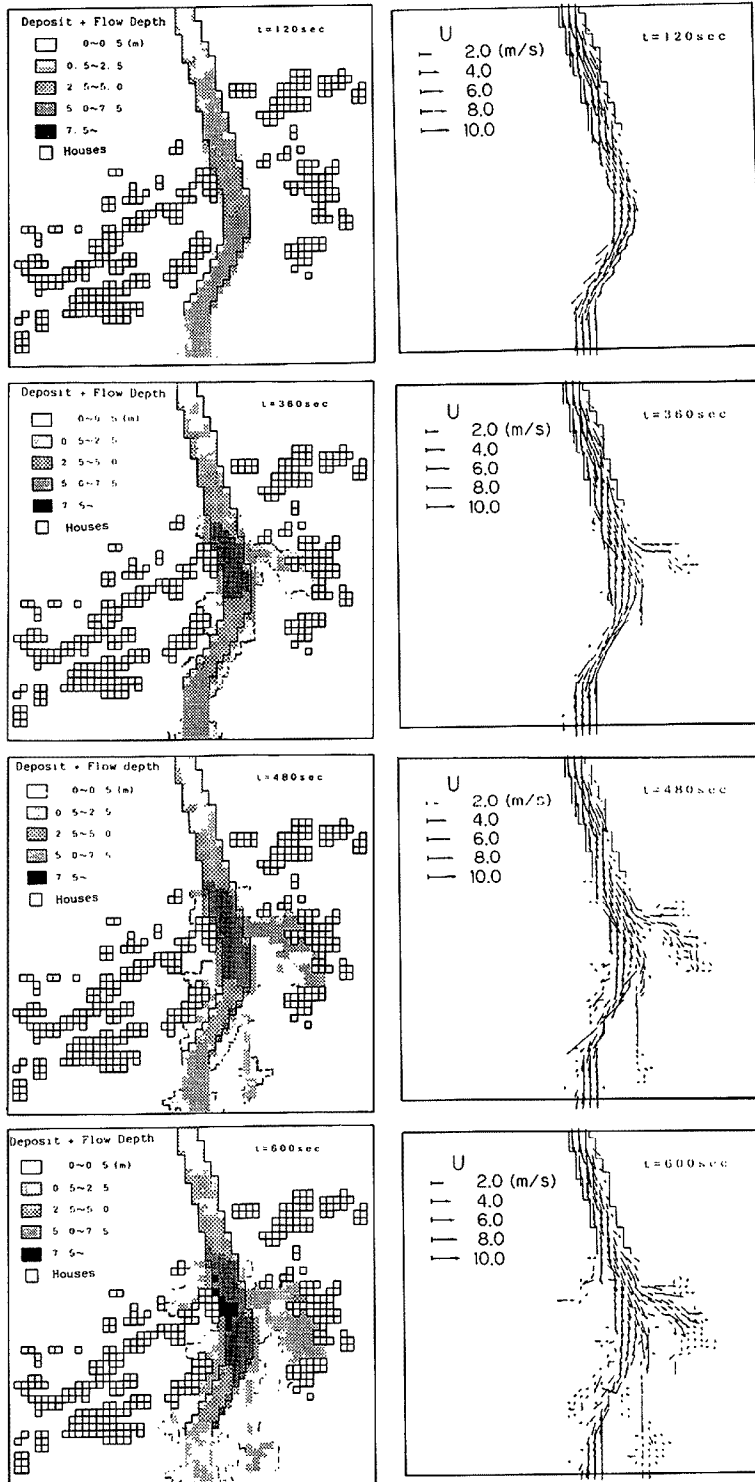 Deposit + Flow Depth
t=120sec
0~0 5 (m)
0. 5~2. 5
2 5~5. 0
5 0~7 5
7. 5~
Houses
U
t=120sec
2.0 (m/s)
4.0
6.0
8.0
10.0
Deposit + Flow Depth
t=360sec
0~0 5 (m)
0 5~2 5
2 5~5 0
5 0~7 5
7 5~
Houses
U
t=360sec
2.0 (m/s)
4.0
6.0
8.0
10.0
Deposit + Flow depth
t=480sec
0~0 5 (m)
0 5~2 5
2 5~5 0
5 0~7 5
7 5~
Houses
U
t=480sec
2.0 (m/s)
4.0
6.0
8.0
10.0
Deposit + Flow Depth
t=600sec
0~0 5 (m)
0 5~2 5
2 5~5 0
5 0~7 5
7 5~
Houses
U
t=600sec
2.0 (m/s)
4.0
6.0
8.0
10.0